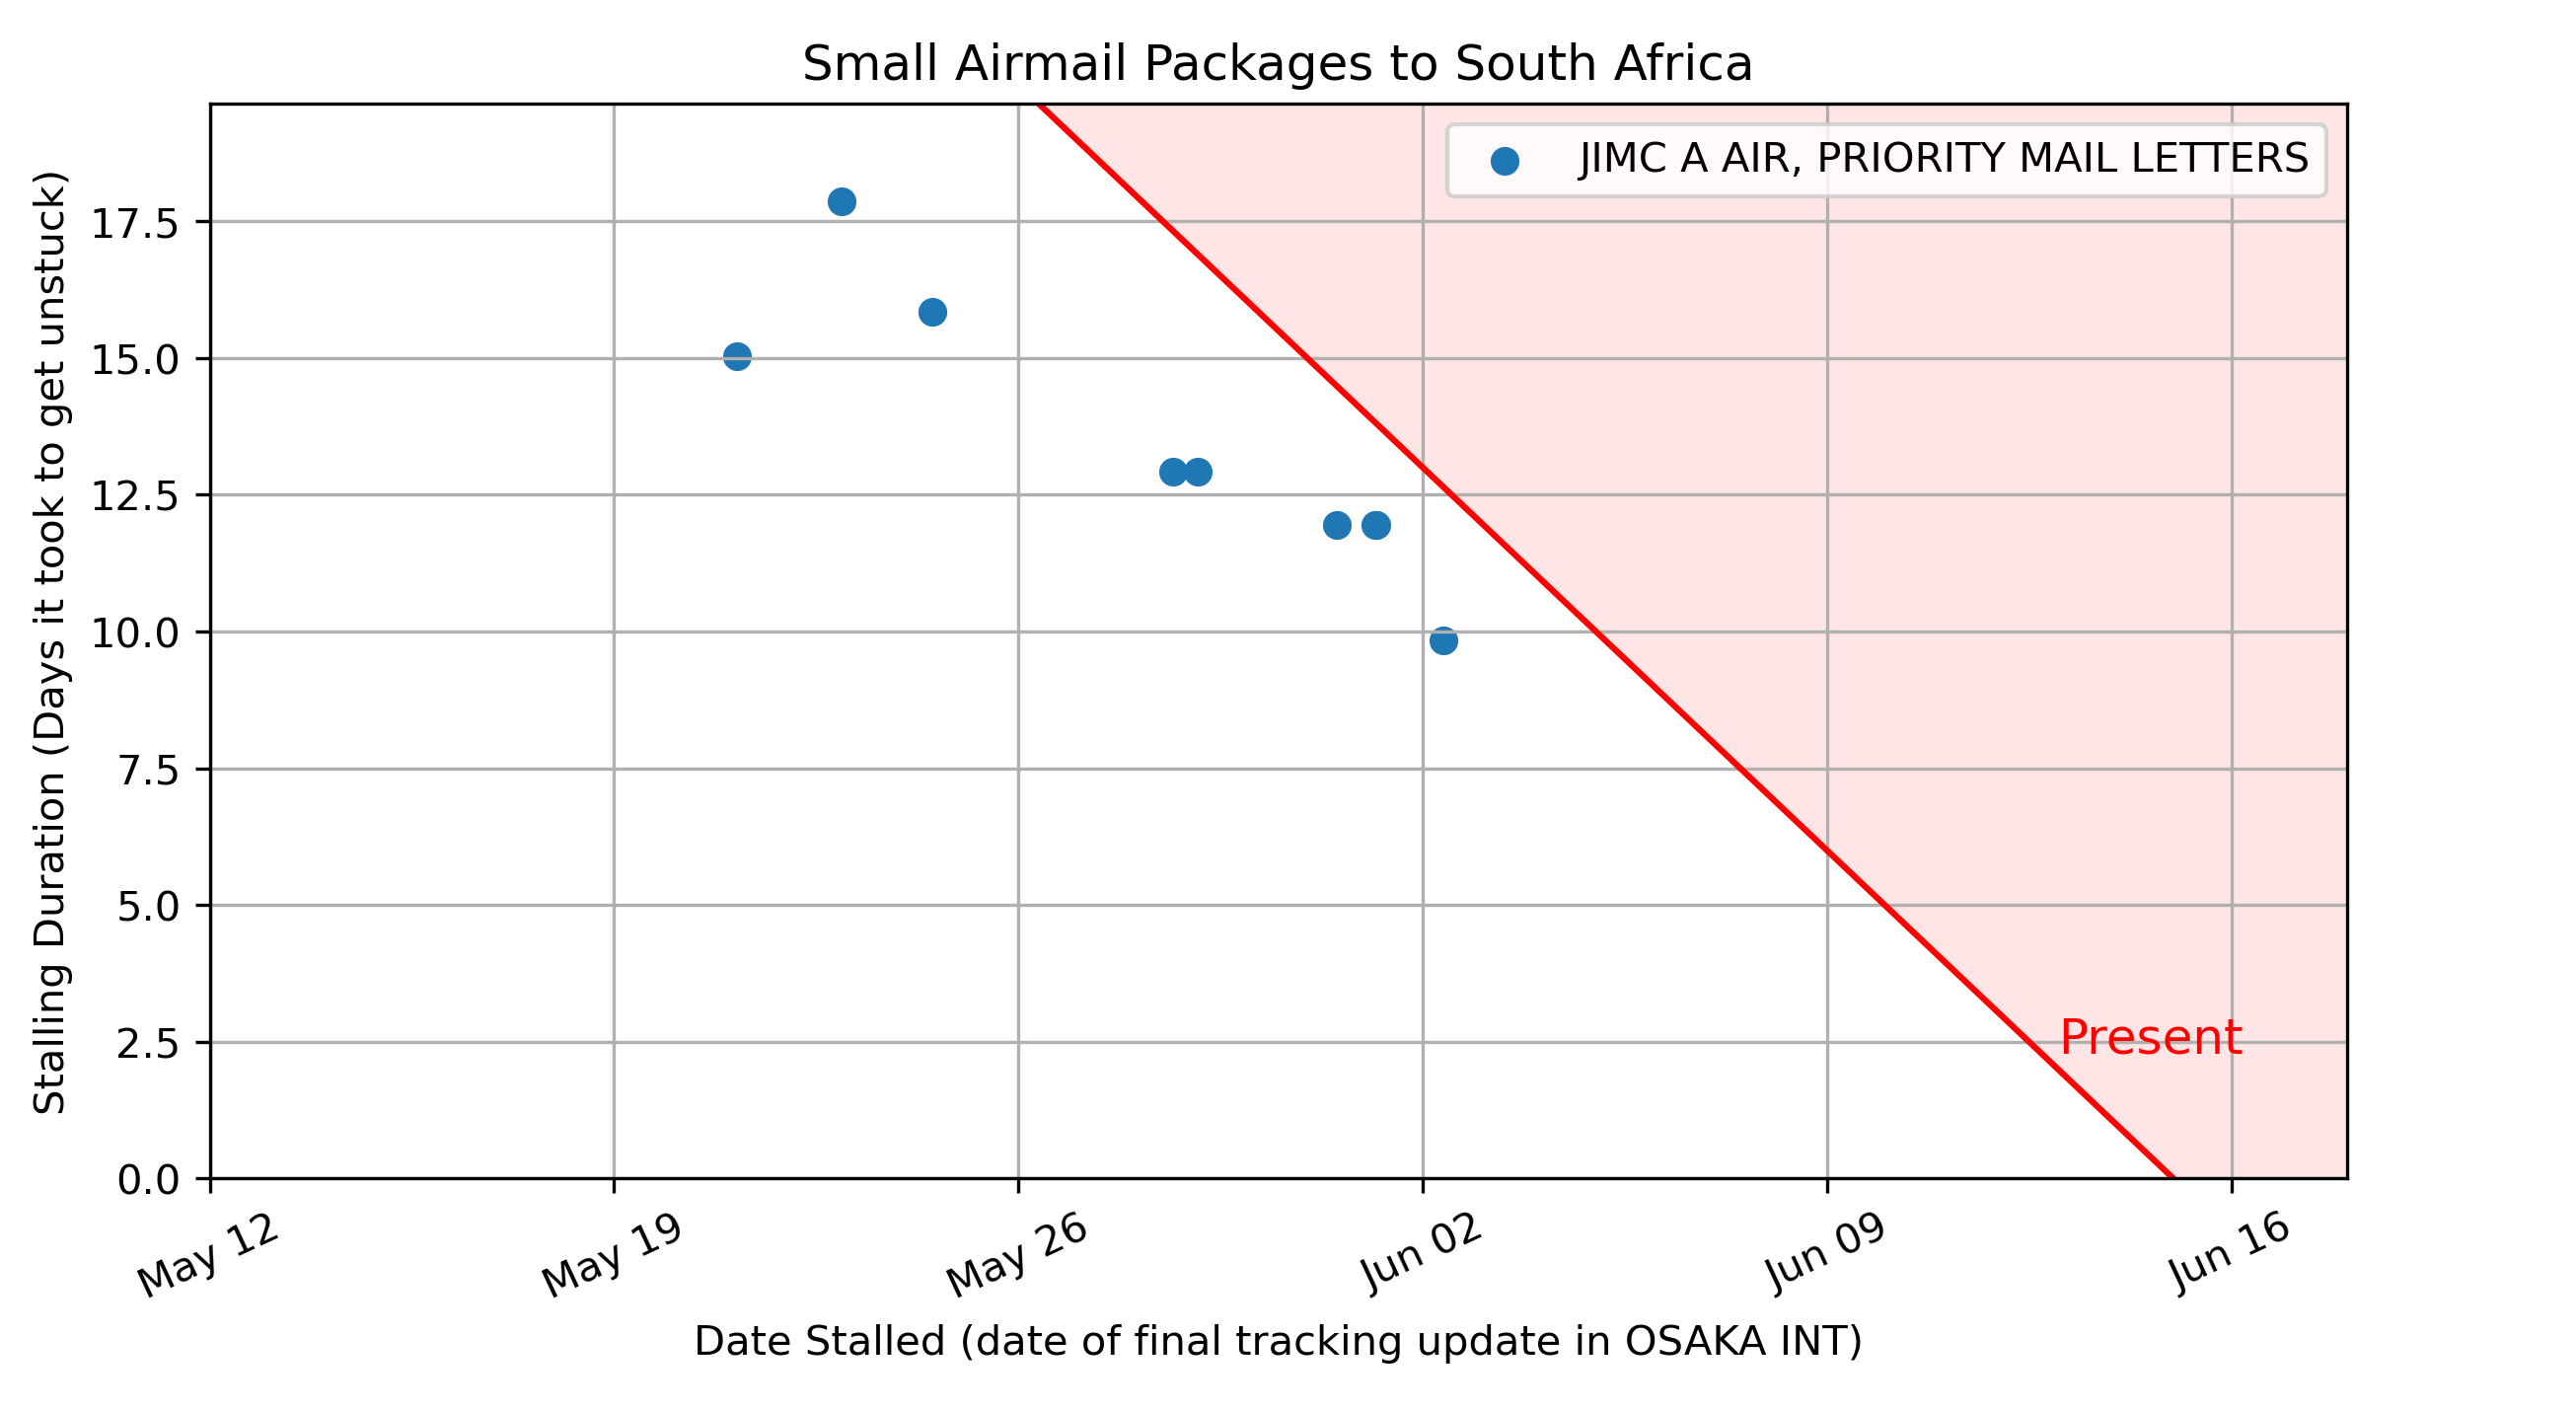 Small Airmail Packages to South Africa
JIMC A AIR, PRIORITY MAIL LETTERS
Stalling Duration (Days it took to get unstuck)
17.5
15.0
12.5
10.0
7.5
5.0
2.5
0.0
Present
May 12
May 19
May 26
Jun 02
Jun 09
Jun 16
Date Stalled (date of final tracking update in OSAKA INT)